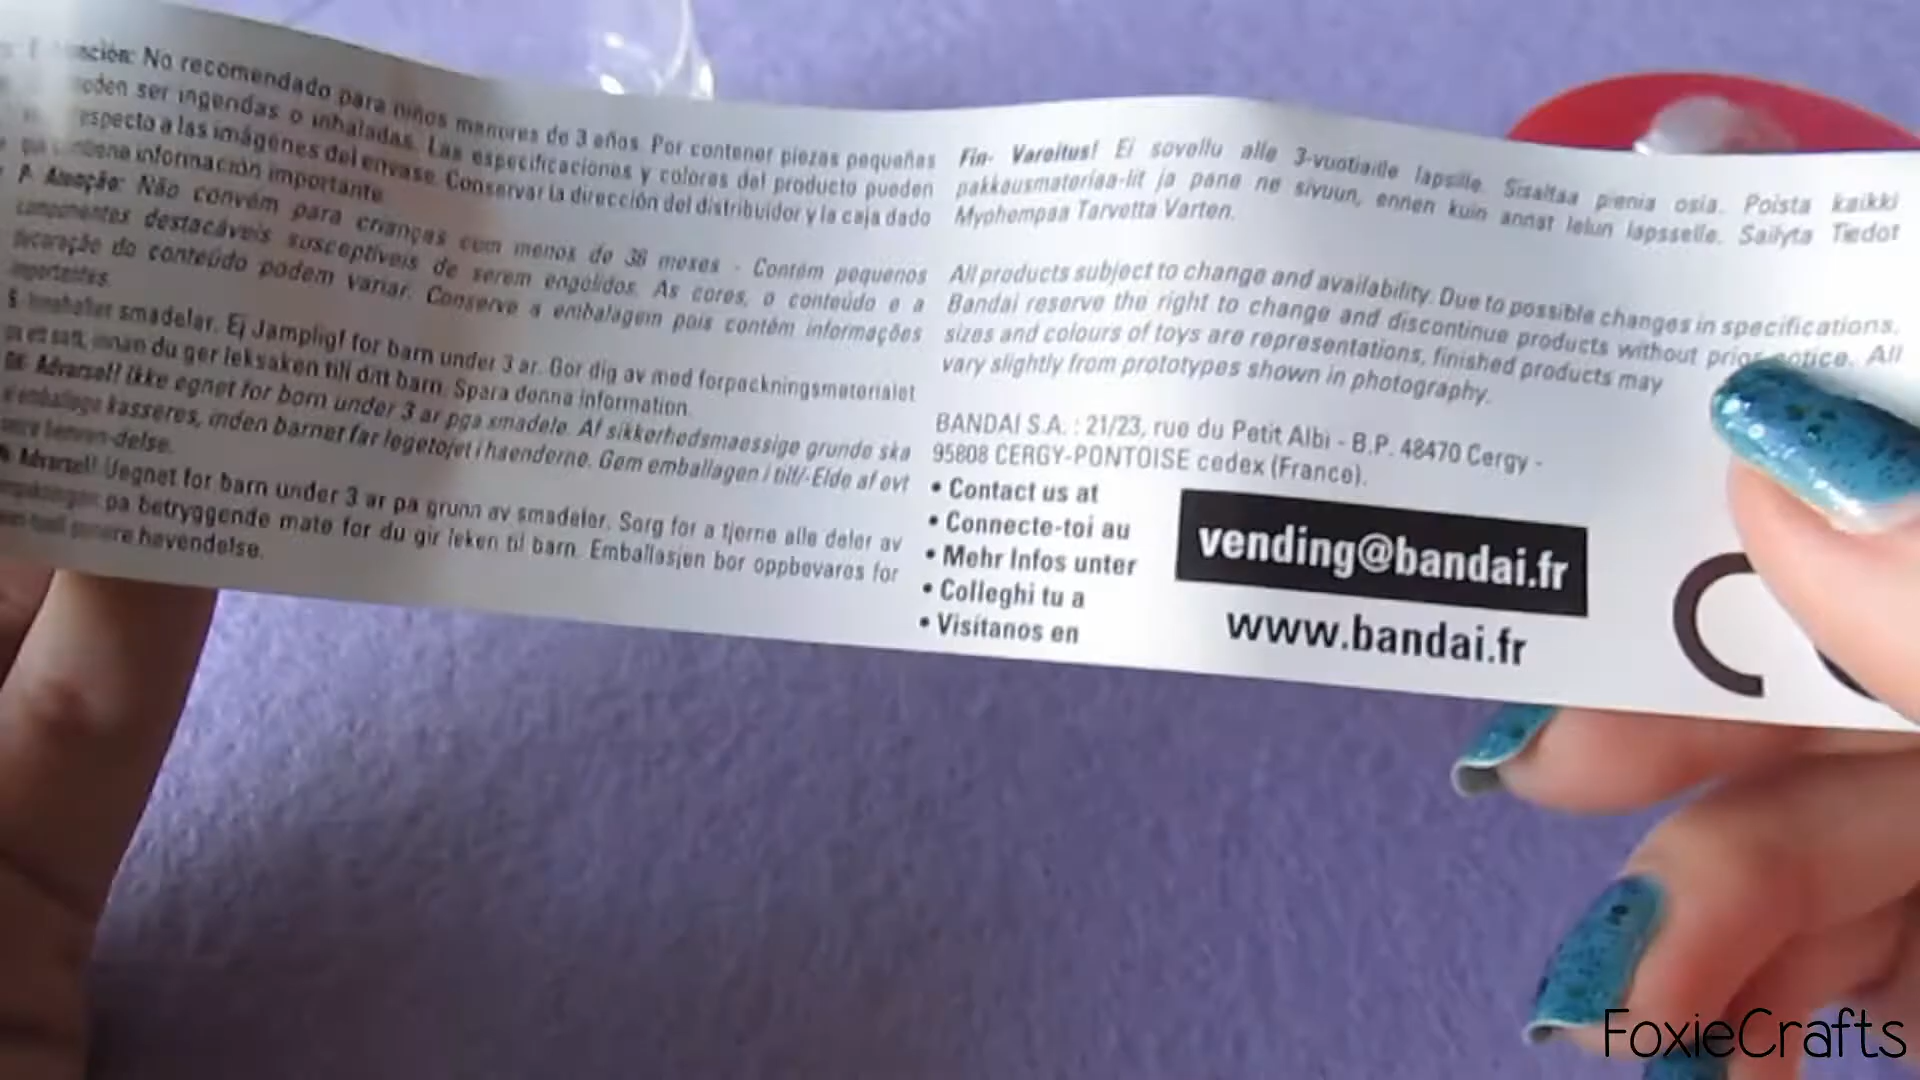 No recomendado para niños menores de 3 eños. Por contener piezas pequeñas
ser ingeridas o inhaladas. Las especificaciones y colores del producto pueden
respecto a las imágenes del envase. Conservar la dirección del distribuidor y la caja dado
información importante.
P- Atenção: Não convém para crianças com menos de 36 meses - Contém pequenos
componentes destacáveis susceptíveis de serem engolidos. As cores, o conteúdo e a
decoração do conteúdo podem variar. Conserve a embalagem pois contém informações
importantes.
S- Innehaller smadelar. Ej Jamplig! for barn under 3 ar. Gor dig av med forpackningsmaterialet
innan du ger leksaken till ditt barn. Spara denna information.
DK- Advarsel! Ikke egnet for born under 3 ar pga smadele. Af sikkerhedsmaessige grunde ska
emballage kasseres, inden barnet far legetojet i haenderne. Gem emballagen i tilf/-Elde af evt
henven-delse.
Advarsel! Uegnet for barn under 3 ar pa grunn av smadeler. Sorg for a fjerne alle deler av
pa betryggende mate for du gir leken til barn. Emballasjen bor oppbevares for
senere henvendelse.
Fin- Varoitus! Ei sovellu alle 3-vuotiaille lapsille. Sisaltaa pienia osia. Poista kaikki
pakkausmateriaa-lit ja pane ne sivuun, ennen kuin annat lelun lapsselle. Sailyta Tiedot
Myohempaa Tarvetta Varten.
All products subject to change and availability. Due to possible changes in specifications.
Bandai reserve the right to change and discontinue products without prior notice. All
sizes and colours of toys are representations, finished products may
vary slightly from prototypes shown in photography.
BANDAI S.A. : 21/23, rue du Petit Albi - B.P. 48470 Cergy -
95808 CERGY-PONTOISE cedex (France).
• Contact us at
• Connecte-toi au
• Mehr Infos unter
• Colleghi tu a
• Visítanos en
vending@bandai.fr
www.bandai.fr
FoxieCrafts